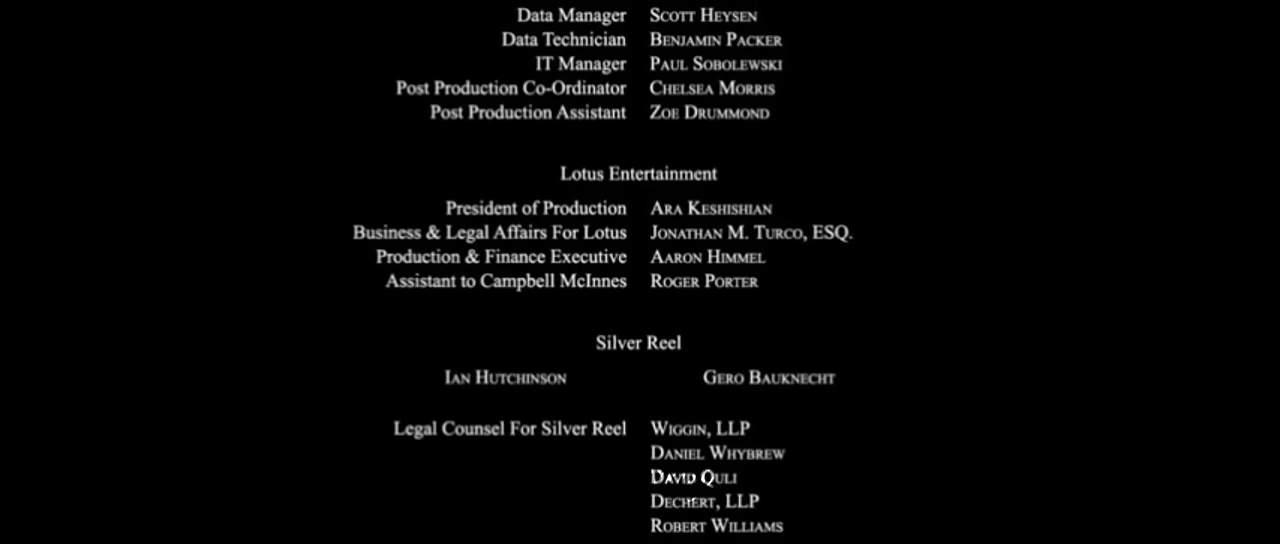 Data Manager SCOTT HEYSEN
Data Technician BENJAMIN PACKER
IT Manager PAUL SOBOLEWSKI
Post Production Co-Ordinator CHELSEA MORRIS
Post Production Assistant ZOE DRUMMOND
Lotus Entertainment
President of Production ARA KESHISHIAN
Business & Legal Affairs For Lotus JONATHAN M. TURCO, ESQ.
Production & Finance Executive AARON HIMMEL
Assistant to Campbell McInnes ROGER PORTER
Silver Reel
IAN HUTCHINSON GERO BAUKNECHT
Legal Counsel For Silver Reel WIGGIN, LLP
DANIEL WHYBREW
DAVID QULI
DECHERT, LLP
ROBERT WILLIAMS